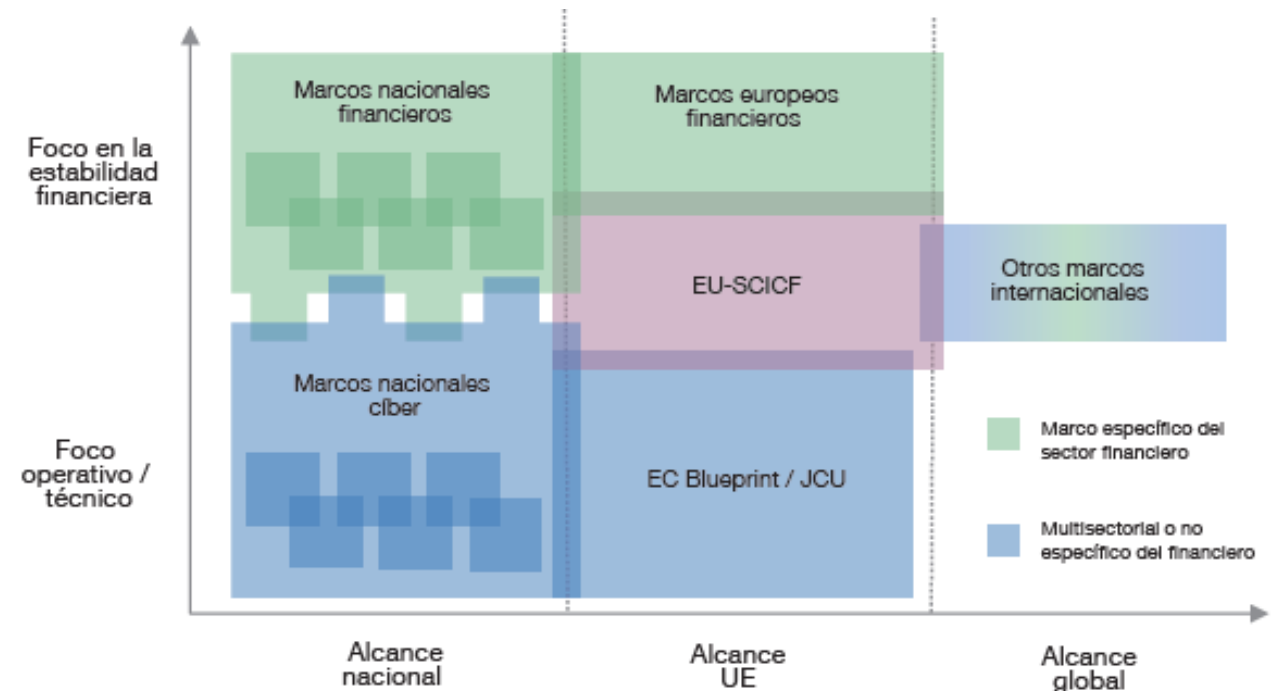 Marcos nacionales
financieros
Marcos europeos
financieros
Foco en la
estabilidad
financiera
EU-SCICF
Otros marcos
internacionales
Marcos nacionales
cíber
Marco específico del
sector financiero
Foco
operativo /
técnico
EC Blueprint / JCU
Multisectorial o no
específico del financiero
Alcance
nacional
Alcance
UE
Alcance
global